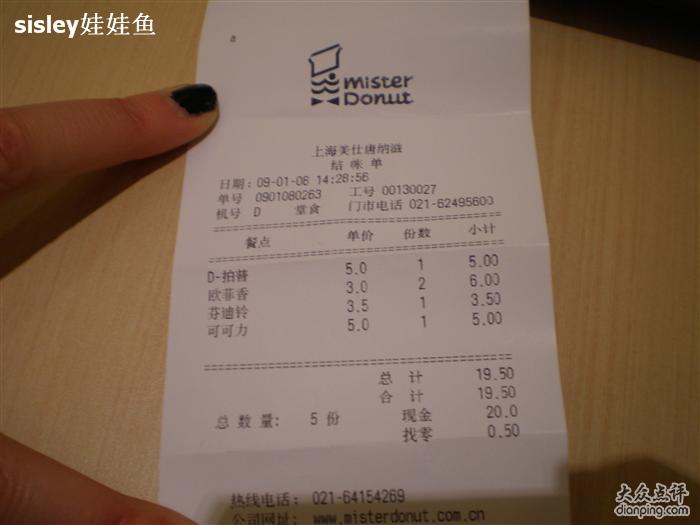 sisley娃娃鱼
a
mister
Donut
上海美仕唐纳滋
结 帐 单
日期：09-01-08 14:28:56
单号 0901080263 工号 00130027
机号 D 堂食 门市电话 021-62495600
餐点 单价 份数 小计
D-拍普 5.0 1 5.00
欧菲香 3.0 2 6.00
芬迪铃 3.5 1 3.50
可可力 5.0 1 5.00
总 计 19.50
合 计 19.50
总 数 量: 5 份 现金 20.0
找零 0.50
热线电话： 021-64154269
公司网址： www.misterdonut.com.cn
大众点评
dianping.com